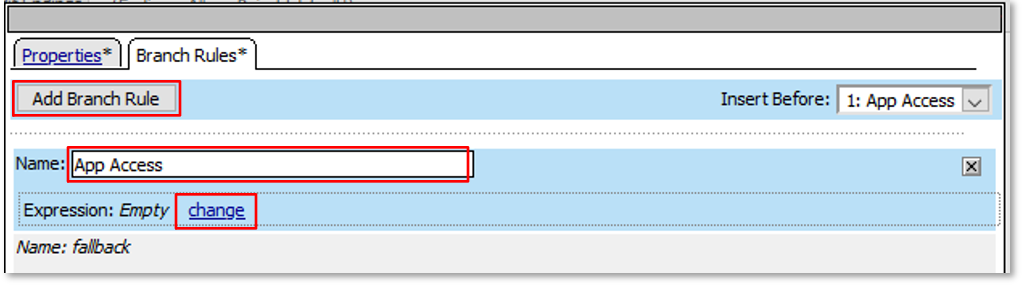 Properties* Branch Rules*
Add Branch Rule Insert Before: 1: App Access
Name: App Access
Expression: Empty change
Name: fallback